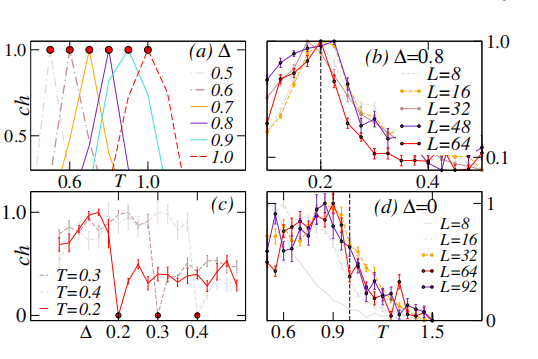 (a) Δ
1.0
0.5
ch
0.5
0.6
0.7
0.8
0.9
1.0
0.6
T
1.0
(b) Δ=0.8
L=8
L=16
L=32
L=48
L=64
1.0
0.1
0.2
0.4
(c)
1.0
ch
0
T=0.3
T=0.4
T=0.2
Δ
0.2
0.3
0.4
(d) Δ=0
L=8
L=16
L=32
L=64
L=92
1
0
0.6
0.9
T
1.5